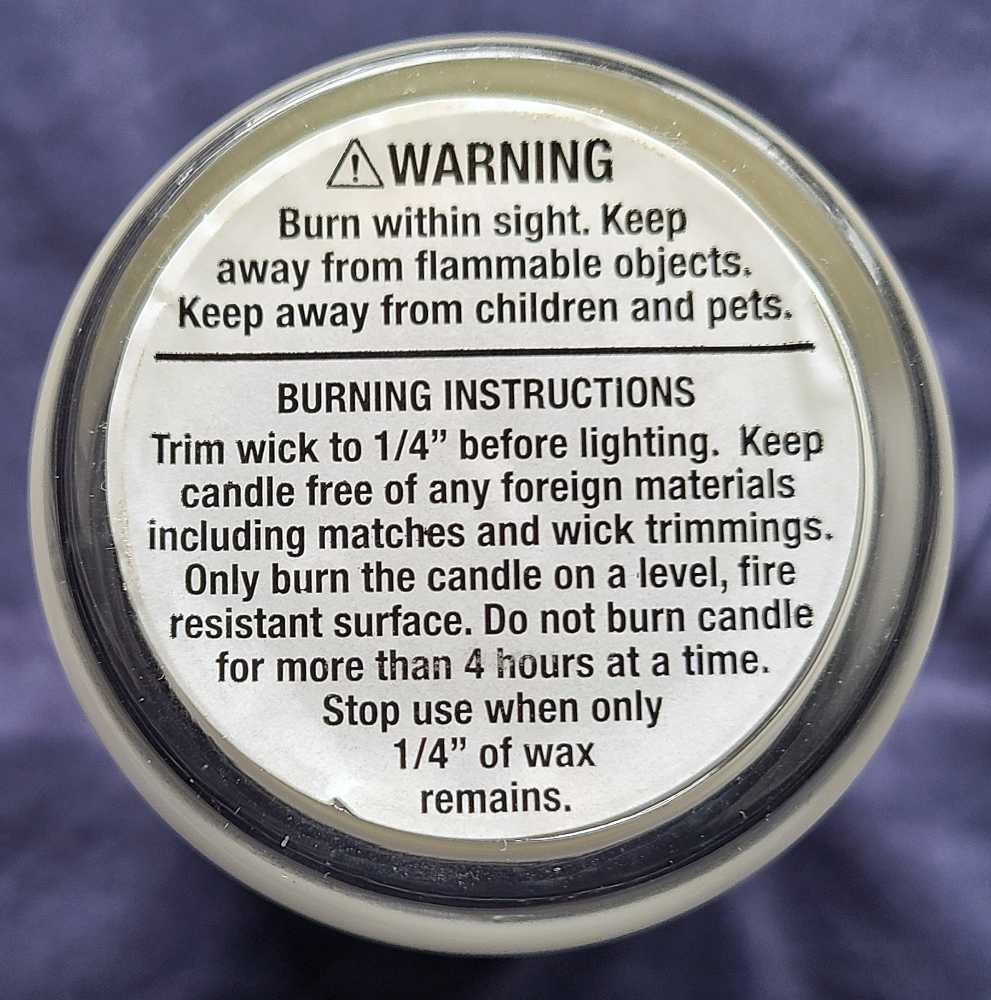 ⚠WARNING
Burn within sight. Keep
away from flammable objects.
Keep away from children and pets.
BURNING INSTRUCTIONS
Trim wick to 1/4” before lighting. Keep
candle free of any foreign materials
including matches and wick trimmings.
Only burn the candle on a level, fire
resistant surface. Do not burn candle
for more than 4 hours at a time.
Stop use when only
1/4” of wax
remains.